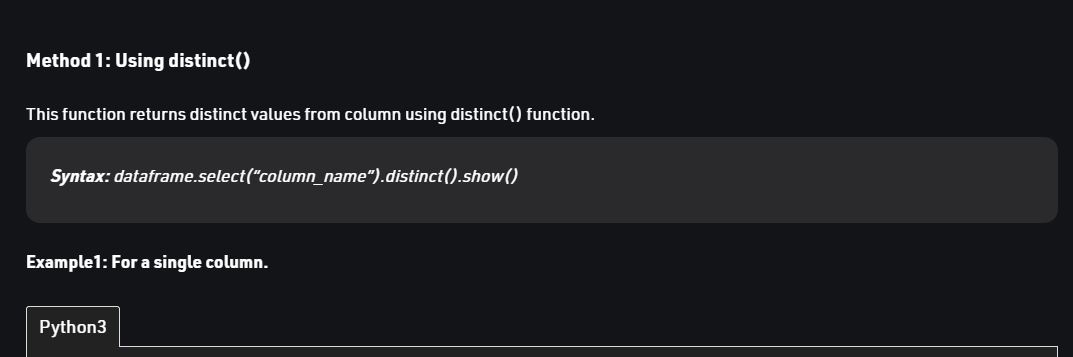 Method 1: Using distinct()
This function returns distinct values from column using distinct() function.
Syntax: dataframe.select(“column_name”).distinct().show()
Example1: For a single column.
Python3